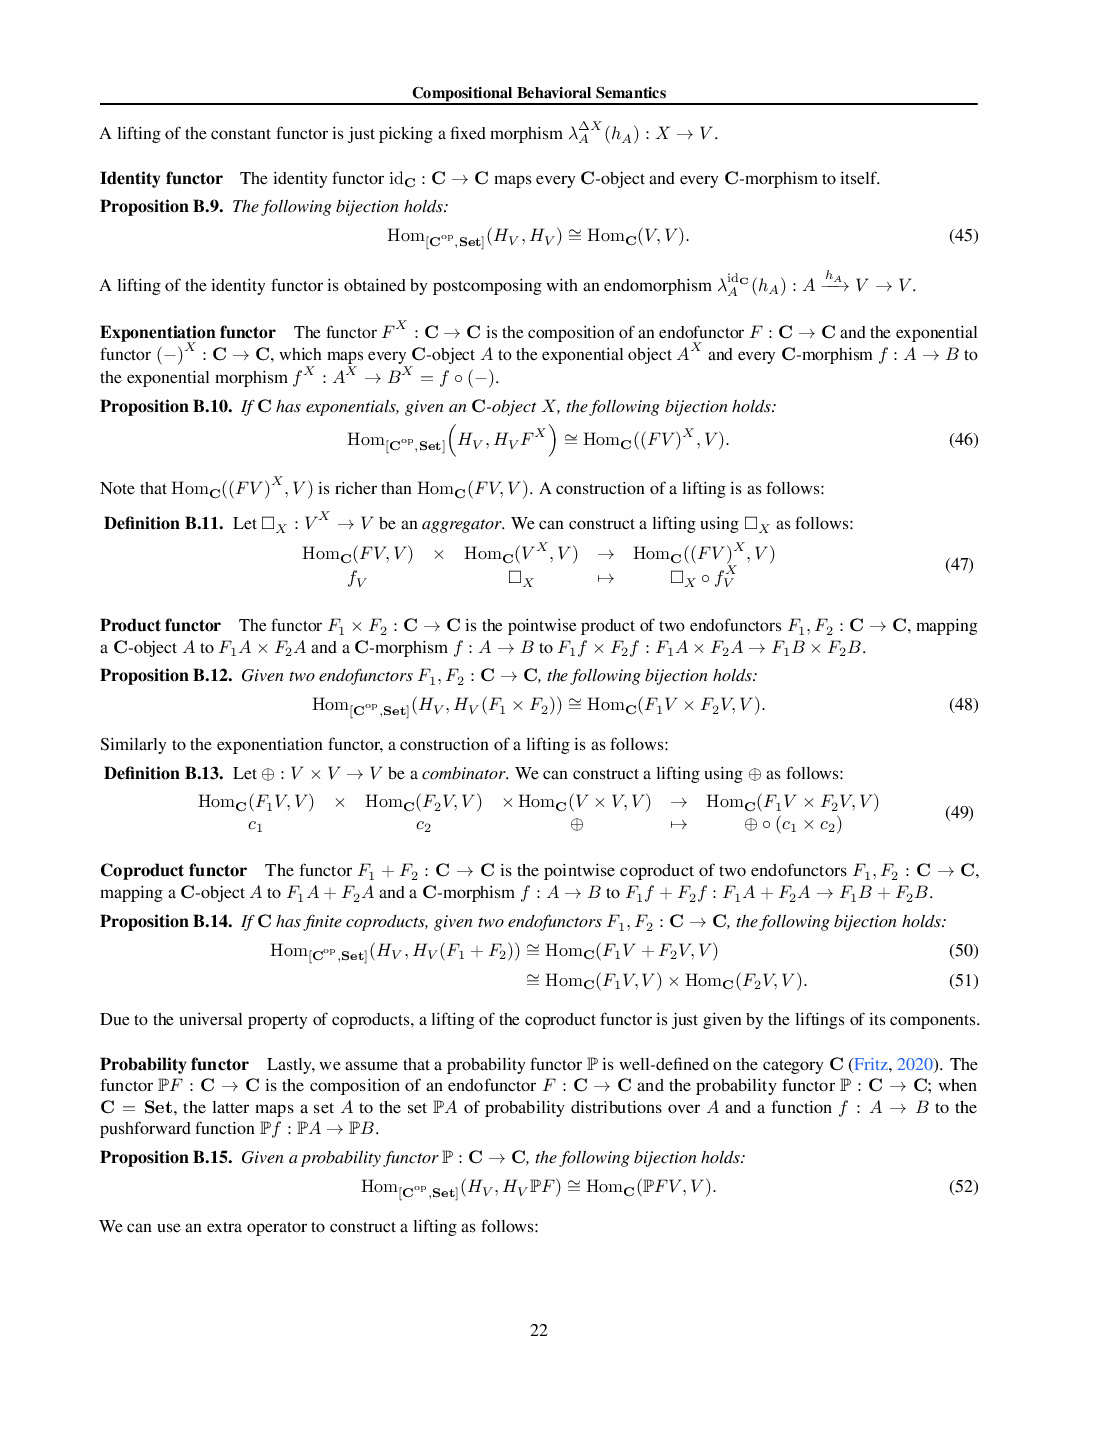 Compositional Behavioral Semantics
A lifting of the constant functor is just picking a fixed morphism λ_A^{ΔX}(h_A) : X → V.
Identity functor The identity functor id_C : C → C maps every C-object and every C-morphism to itself.
Proposition B.9. The following bijection holds:
Hom_{[C^op,Set]}(H_V, H_V) ≅ Hom_C(V, V). (45)
A lifting of the identity functor is obtained by postcomposing with an endomorphism λ_A^{id_C}(h_A) : A \xrightarrow{h_A} V → V.
Exponentiation functor The functor F^X : C → C is the composition of an endofunctor F : C → C and the exponential
functor (−)^X : C → C, which maps every C-object A to the exponential object A^X and every C-morphism f : A → B to
the exponential morphism f^X : A^X → B^X = f ∘ (−).
Proposition B.10. If C has exponentials, given an C-object X, the following bijection holds:
Hom_{[C^op,Set]}(H_V, H_V F^X) ≅ Hom_C((FV)^X, V). (46)
Note that Hom_C((FV)^X, V) is richer than Hom_C(FV, V). A construction of a lifting is as follows:
Definition B.11. Let □_X : V^X → V be an aggregator. We can construct a lifting using □_X as follows:
Hom_C(FV, V) × Hom_C(V^X, V) → Hom_C((FV)^X, V)
f_V □_X ↦ □_X ∘ f_V^X (47)
Product functor The functor F_1 × F_2 : C → C is the pointwise product of two endofunctors F_1, F_2 : C → C, mapping
a C-object A to F_1A × F_2A and a C-morphism f : A → B to F_1f × F_2f : F_1A × F_2A → F_1B × F_2B.
Proposition B.12. Given two endofunctors F_1, F_2 : C → C, the following bijection holds:
Hom_{[C^op,Set]}(H_V, H_V(F_1 × F_2)) ≅ Hom_C(F_1V × F_2V, V). (48)
Similarly to the exponentiation functor, a construction of a lifting is as follows:
Definition B.13. Let ⊕ : V × V → V be a combinator. We can construct a lifting using ⊕ as follows:
Hom_C(F_1V, V) × Hom_C(F_2V, V) × Hom_C(V × V, V) → Hom_C(F_1V × F_2V, V)
c_1 c_2 ⊕ ↦ ⊕ ∘ (c_1 × c_2) (49)
Coproduct functor The functor F_1 + F_2 : C → C is the pointwise coproduct of two endofunctors F_1, F_2 : C → C,
mapping a C-object A to F_1A + F_2A and a C-morphism f : A → B to F_1f + F_2f : F_1A + F_2A → F_1B + F_2B.
Proposition B.14. If C has finite coproducts, given two endofunctors F_1, F_2 : C → C, the following bijection holds:
Hom_{[C^op,Set]}(H_V, H_V(F_1 + F_2)) ≅ Hom_C(F_1V + F_2V, V) (50)
≅ Hom_C(F_1V, V) × Hom_C(F_2V, V). (51)
Due to the universal property of coproducts, a lifting of the coproduct functor is just given by the liftings of its components.
Probability functor Lastly, we assume that a probability functor ℙ is well-defined on the category C (Fritz, 2020). The
functor ℙF : C → C is the composition of an endofunctor F : C → C and the probability functor ℙ : C → C; when
C = Set, the latter maps a set A to the set ℙA of probability distributions over A and a function f : A → B to the
pushforward function ℙf : ℙA → ℙB.
Proposition B.15. Given a probability functor ℙ : C → C, the following bijection holds:
Hom_{[C^op,Set]}(H_V, H_V ℙF) ≅ Hom_C(ℙFV, V). (52)
We can use an extra operator to construct a lifting as follows:
22